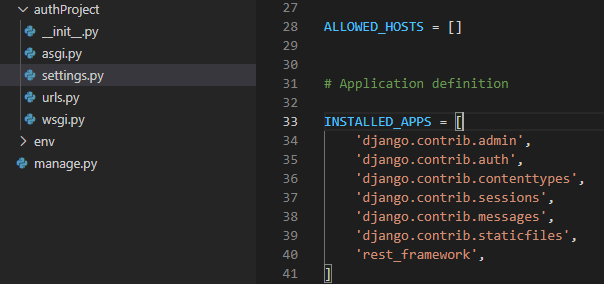 authProject
__init__.py
asgi.py
settings.py
urls.py
wsgi.py
env
manage.py
27
28 ALLOWED_HOSTS = []
29
30
31 # Application definition
32
33 INSTALLED_APPS = [
34 'django.contrib.admin',
35 'django.contrib.auth',
36 'django.contrib.contenttypes',
37 'django.contrib.sessions',
38 'django.contrib.messages',
39 'django.contrib.staticfiles',
40 'rest_framework',
41 ]